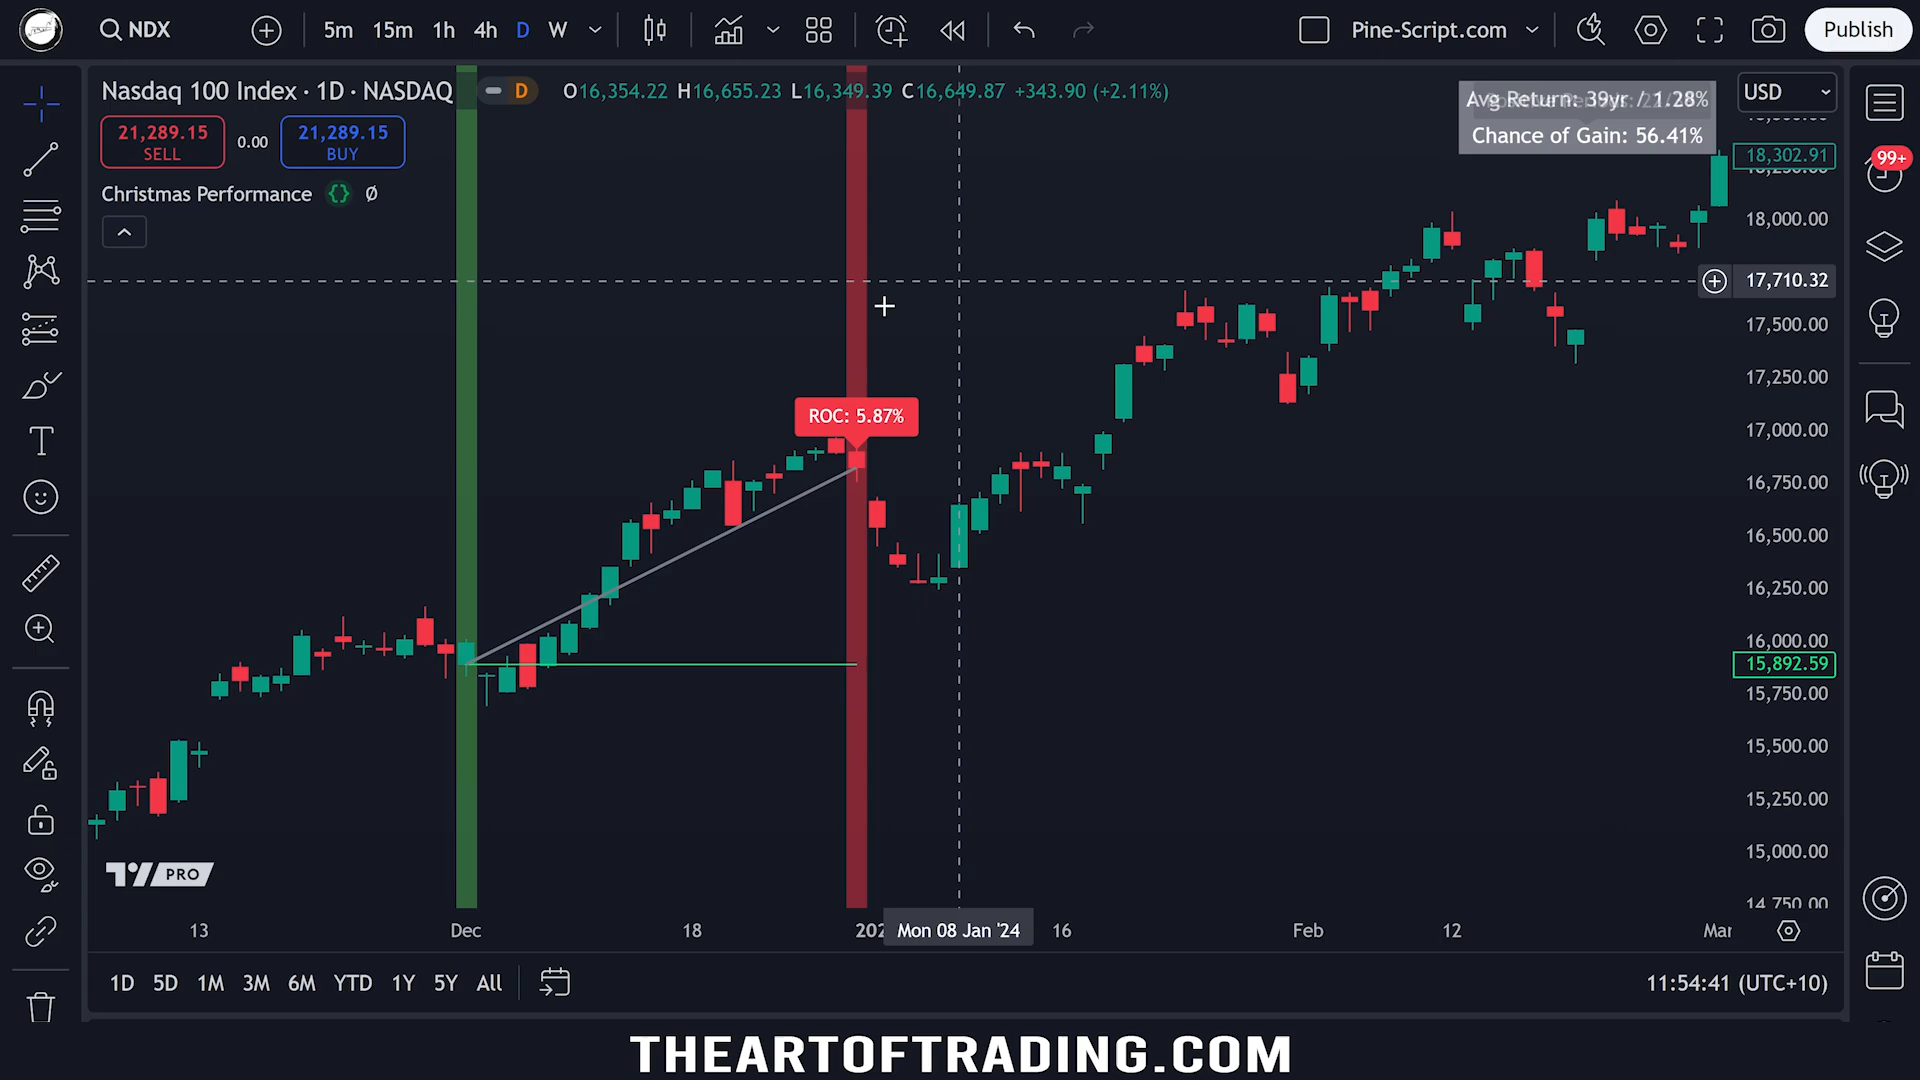 NDX
5m 15m 1h 4h D W
Pine-Script.com
Publish
Nasdaq 100 Index · 1D · NASDAQ
D
O16,354.22 H16,655.23 L16,349.39 C16,649.87 +343.90 (+2.11%)
Avg Return: 39yr / 1.28%
Chance of Gain: 56.41%
USD
21,289.15
SELL
0.00
21,289.15
BUY
Christmas Performance
99+
18,302.91
18,000.00
17,710.32
17,500.00
17,250.00
17,000.00
16,750.00
16,500.00
16,250.00
16,000.00
15,892.59
15,750.00
15,500.00
15,250.00
15,000.00
14,750.00
ROC: 5.87%
PRO
13 Dec 18 202 Mon 08 Jan '24 16 Feb 12 Mar
1D 5D 1M 3M 6M YTD 1Y 5Y All
11:54:41 (UTC+10)
THEARTOFTRADING.COM